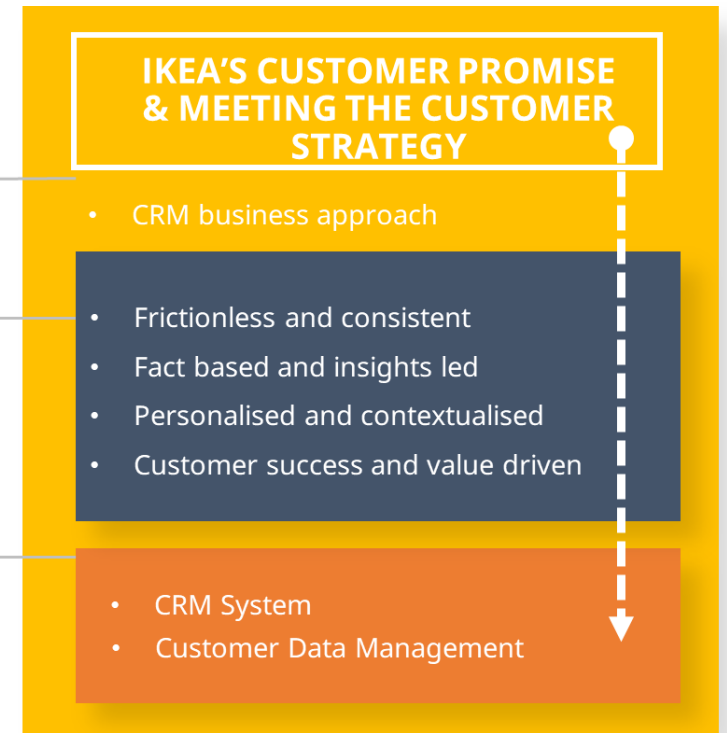 IKEA’S CUSTOMER PROMISE
& MEETING THE CUSTOMER
STRATEGY
• CRM business approach
• Frictionless and consistent
• Fact based and insights led
• Personalised and contextualised
• Customer success and value driven
• CRM System
• Customer Data Management